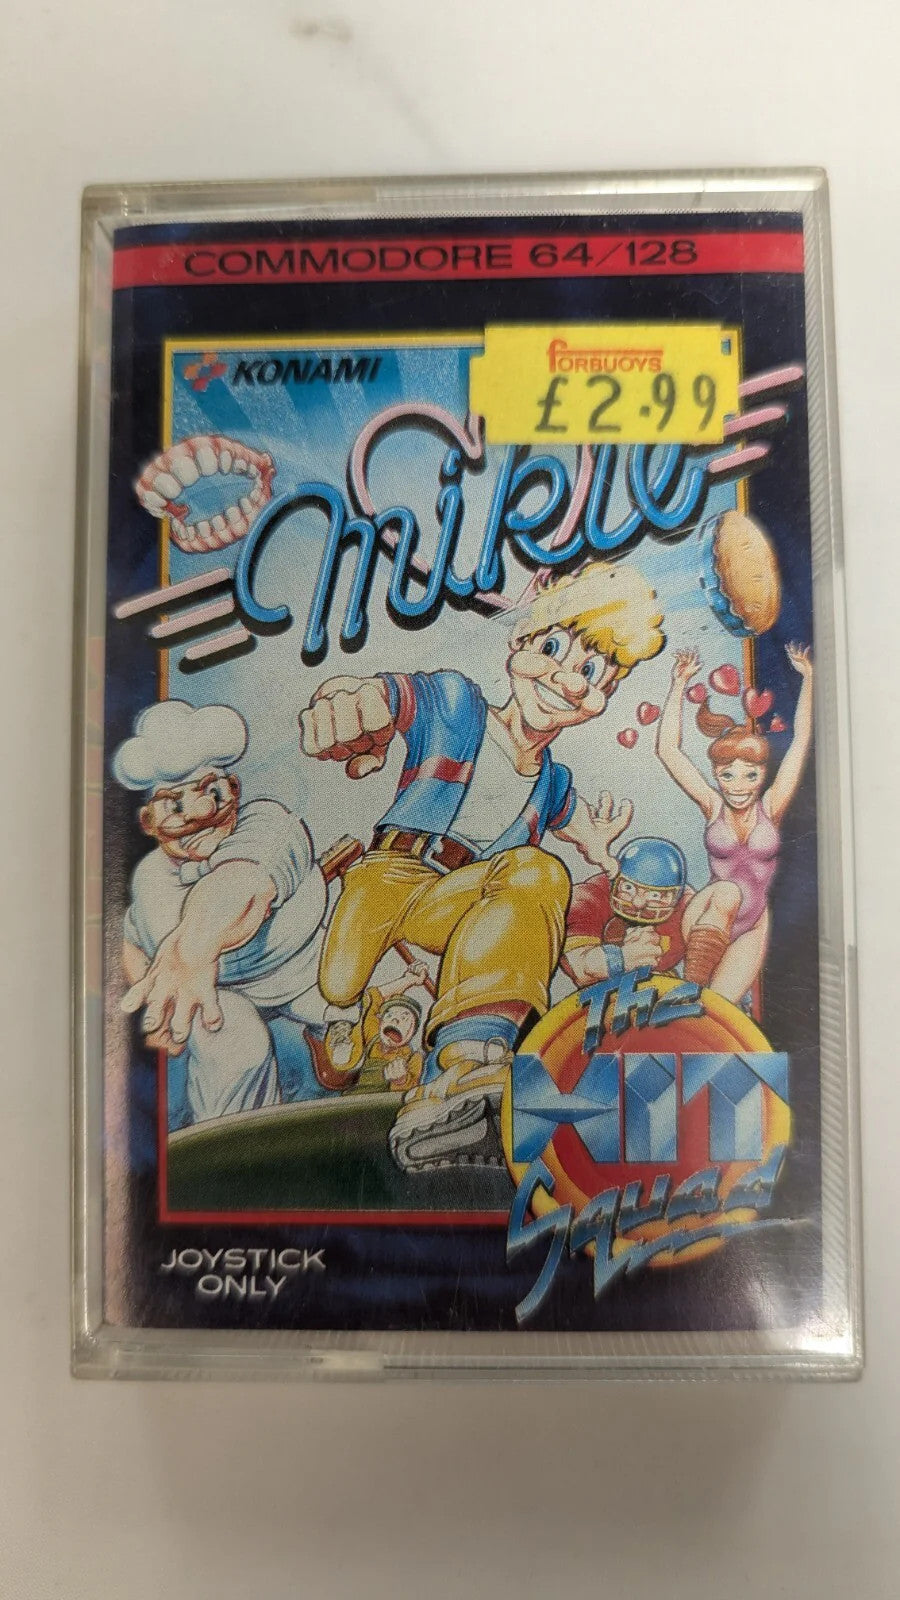 COMMODORE 64/128
KONAMI
FORBUOYS
£2.99
Mikie
The
HIT
Squad
JOYSTICK
ONLY